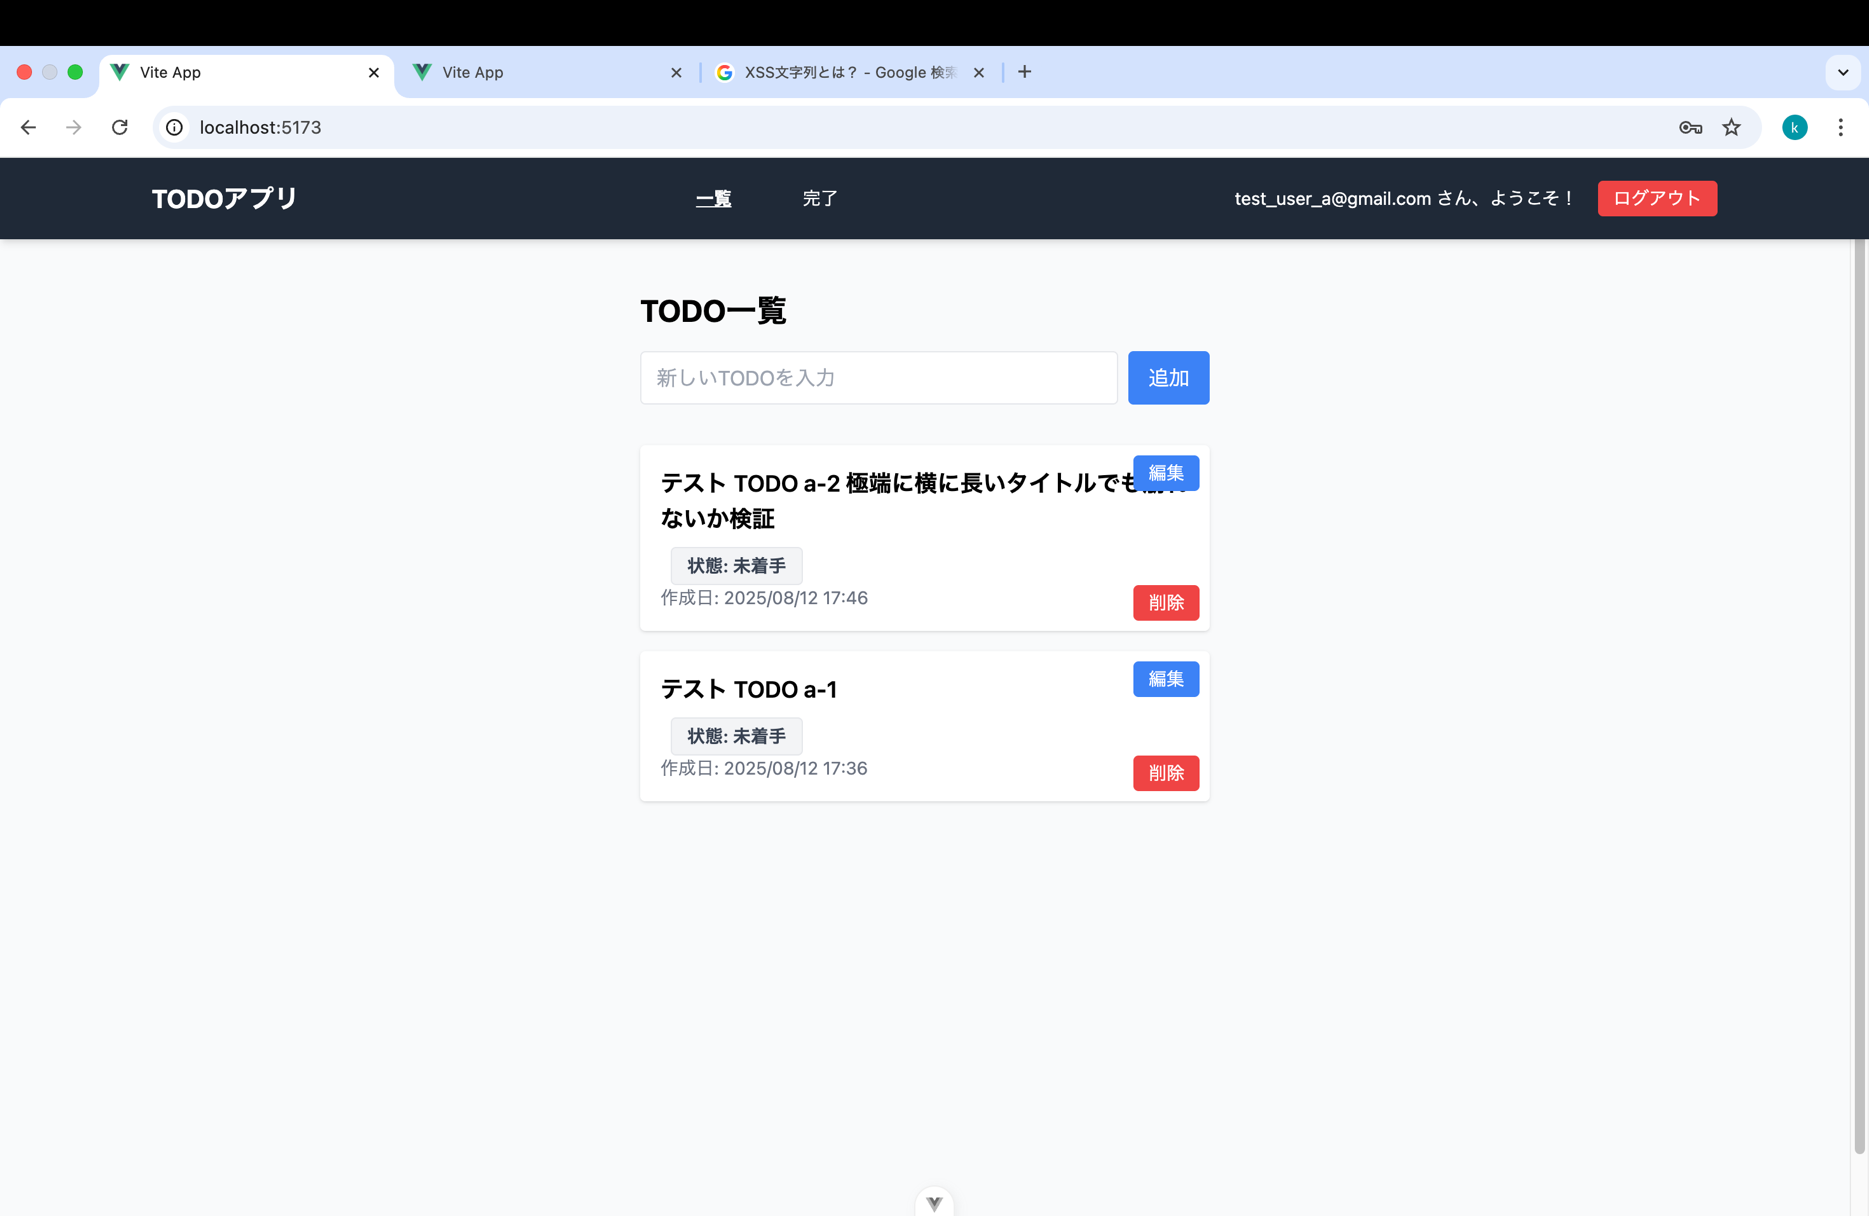 Vite App
Vite App
XSS文字列とは？ - Google 検索
localhost:5173
k
TODOアプリ
一覧
完了
test_user_a@gmail.com さん、ようこそ！
ログアウト
TODO一覧
新しいTODOを入力
追加
テスト TODO a-2 極端に横に長いタイトルでも
編集
ないか検証
状態: 未着手
作成日: 2025/08/12 17:46
削除
テスト TODO a-1
編集
状態: 未着手
作成日: 2025/08/12 17:36
削除